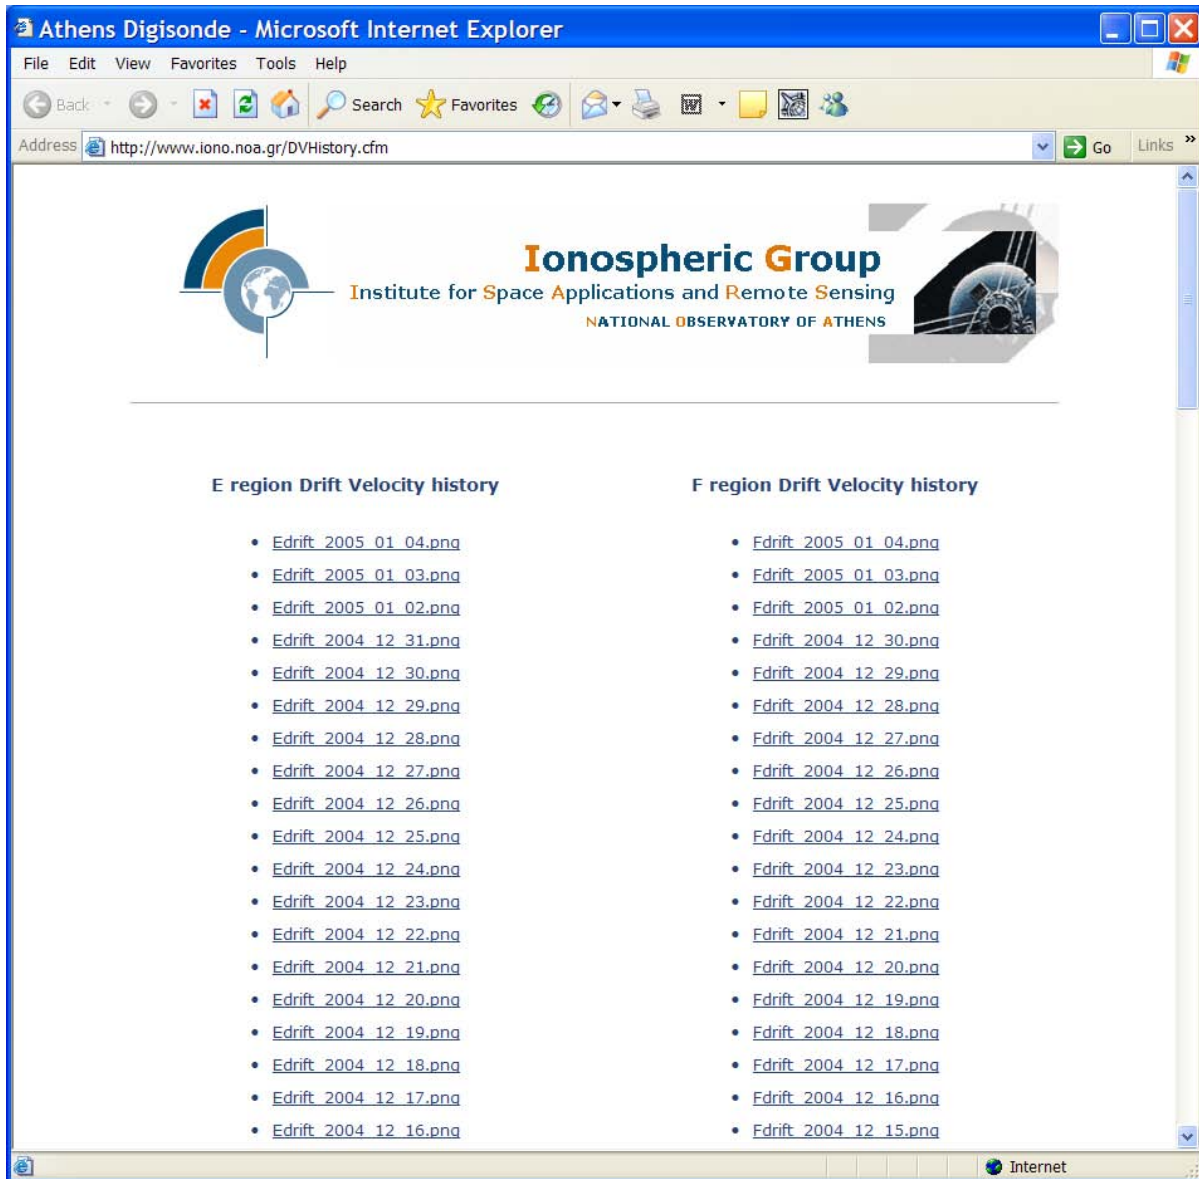 Athens Digisonde - Microsoft Internet Explorer
File Edit View Favorites Tools Help
Back Search Favorites
Address http://www.iono.noa.gr/DVHistory.cfm Go Links »
Ionospheric Group
Institute for Space Applications and Remote Sensing
NATIONAL OBSERVATORY OF ATHENS
E region Drift Velocity history
Edrift_2005_01_04.png
Edrift_2005_01_03.png
Edrift_2005_01_02.png
Edrift_2004_12_31.png
Edrift_2004_12_30.png
Edrift_2004_12_29.png
Edrift_2004_12_28.png
Edrift_2004_12_27.png
Edrift_2004_12_26.png
Edrift_2004_12_25.png
Edrift_2004_12_24.png
Edrift_2004_12_23.png
Edrift_2004_12_22.png
Edrift_2004_12_21.png
Edrift_2004_12_20.png
Edrift_2004_12_19.png
Edrift_2004_12_18.png
Edrift_2004_12_17.png
Edrift_2004_12_16.png
F region Drift Velocity history
Fdrift_2005_01_04.png
Fdrift_2005_01_03.png
Fdrift_2005_01_02.png
Fdrift_2004_12_30.png
Fdrift_2004_12_29.png
Fdrift_2004_12_28.png
Fdrift_2004_12_27.png
Fdrift_2004_12_26.png
Fdrift_2004_12_25.png
Fdrift_2004_12_24.png
Fdrift_2004_12_23.png
Fdrift_2004_12_22.png
Fdrift_2004_12_21.png
Fdrift_2004_12_20.png
Fdrift_2004_12_19.png
Fdrift_2004_12_18.png
Fdrift_2004_12_17.png
Fdrift_2004_12_16.png
Fdrift_2004_12_15.png
Internet